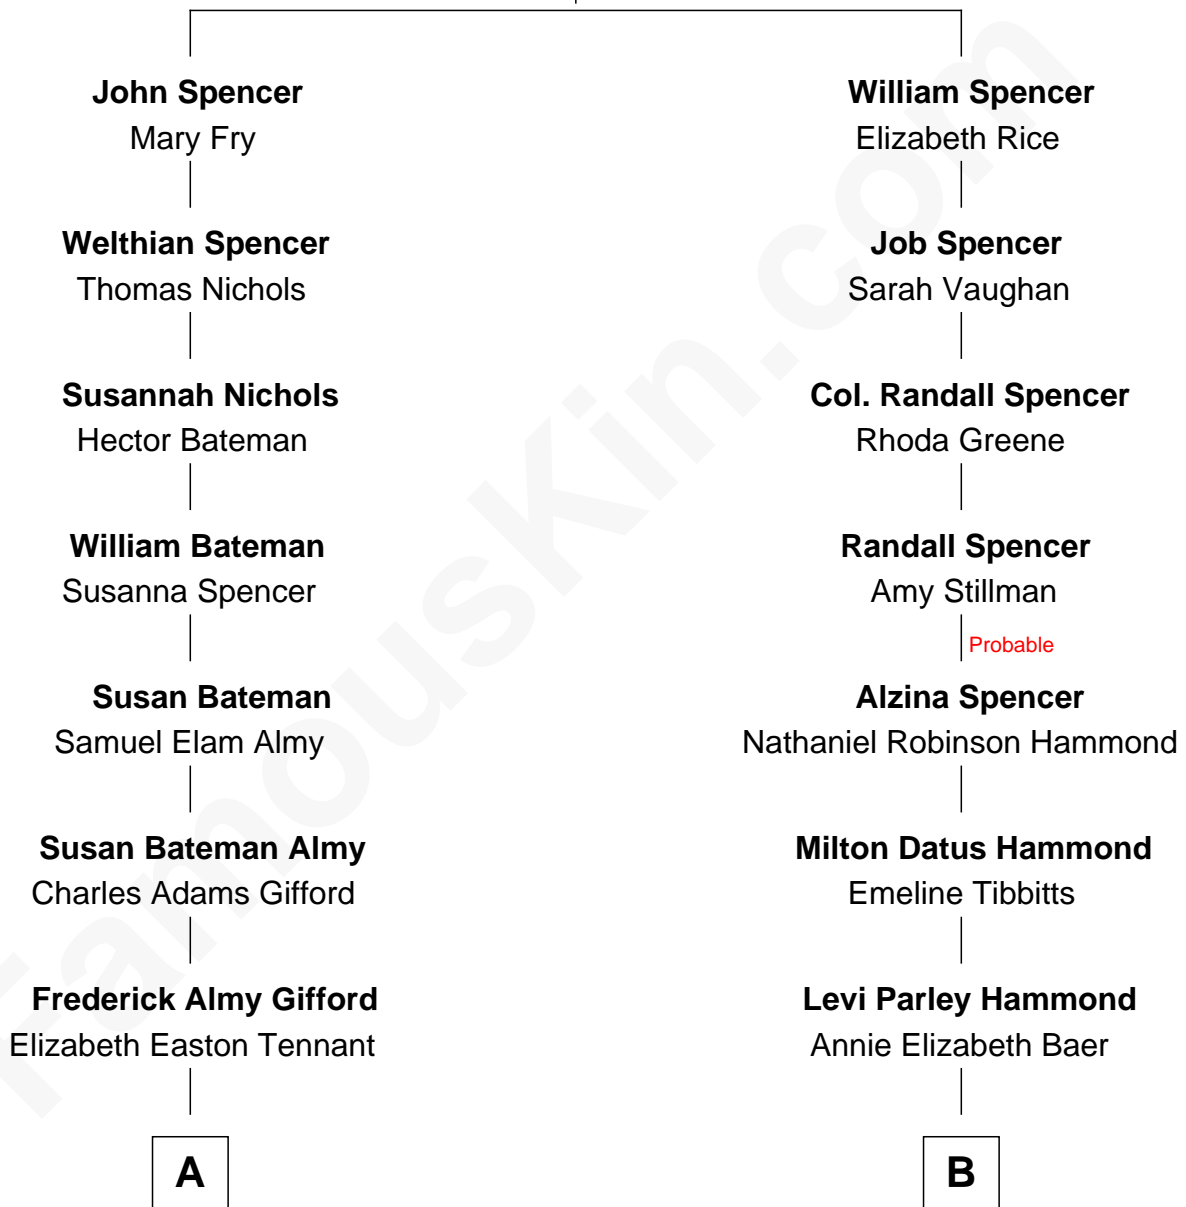 John Spencer
Mary Fry
William Spencer
Elizabeth Rice
Welthian Spencer
Thomas Nichols
Job Spencer
Sarah Vaughan
Susannah Nichols
Hector Bateman
Col. Randall Spencer
Rhoda Greene
William Bateman
Susanna Spencer
Randall Spencer
Amy Stillman
Probable
Susan Bateman
Samuel Elam Almy
Alzina Spencer
Nathaniel Robinson Hammond
Susan Bateman Almy
Charles Adams Gifford
Milton Datus Hammond
Emeline Tibbitts
Frederick Almy Gifford
Elizabeth Easton Tennant
Levi Parley Hammond
Annie Elizabeth Baer
A
B
FamousKin.com